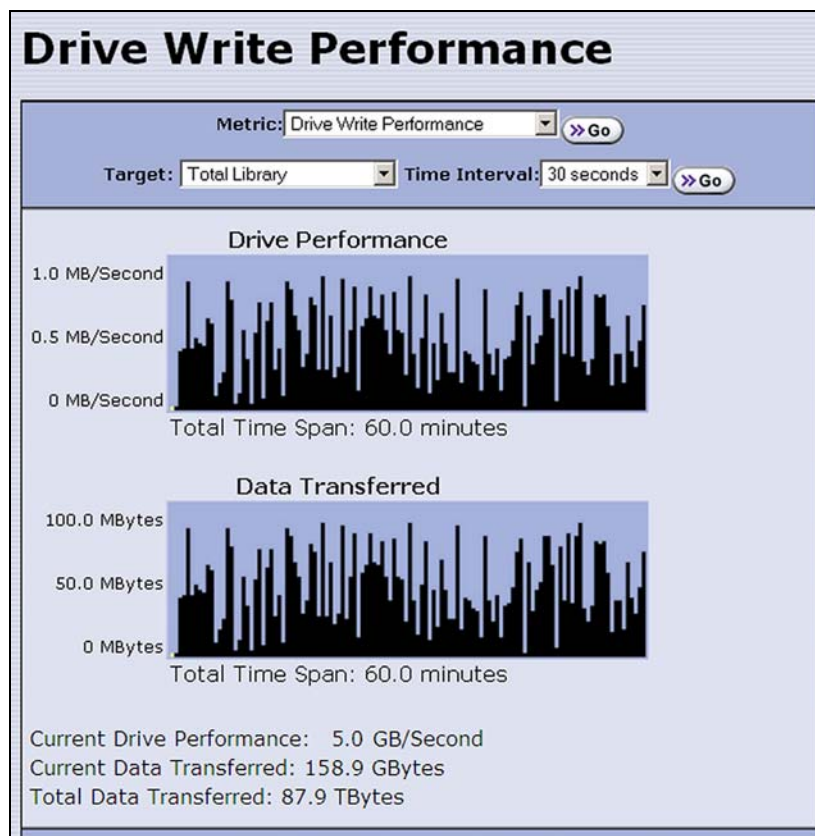 Drive Write Performance
Metric: Drive Write Performance >> Go
Target: Total Library Time Interval: 30 seconds >> Go
Drive Performance
1.0 MB/Second
0.5 MB/Second
0 MB/Second
Total Time Span: 60.0 minutes
Data Transferred
100.0 MBytes
50.0 MBytes
0 MBytes
Total Time Span: 60.0 minutes
Current Drive Performance: 5.0 GB/Second
Current Data Transferred: 158.9 GBytes
Total Data Transferred: 87.9 TBytes